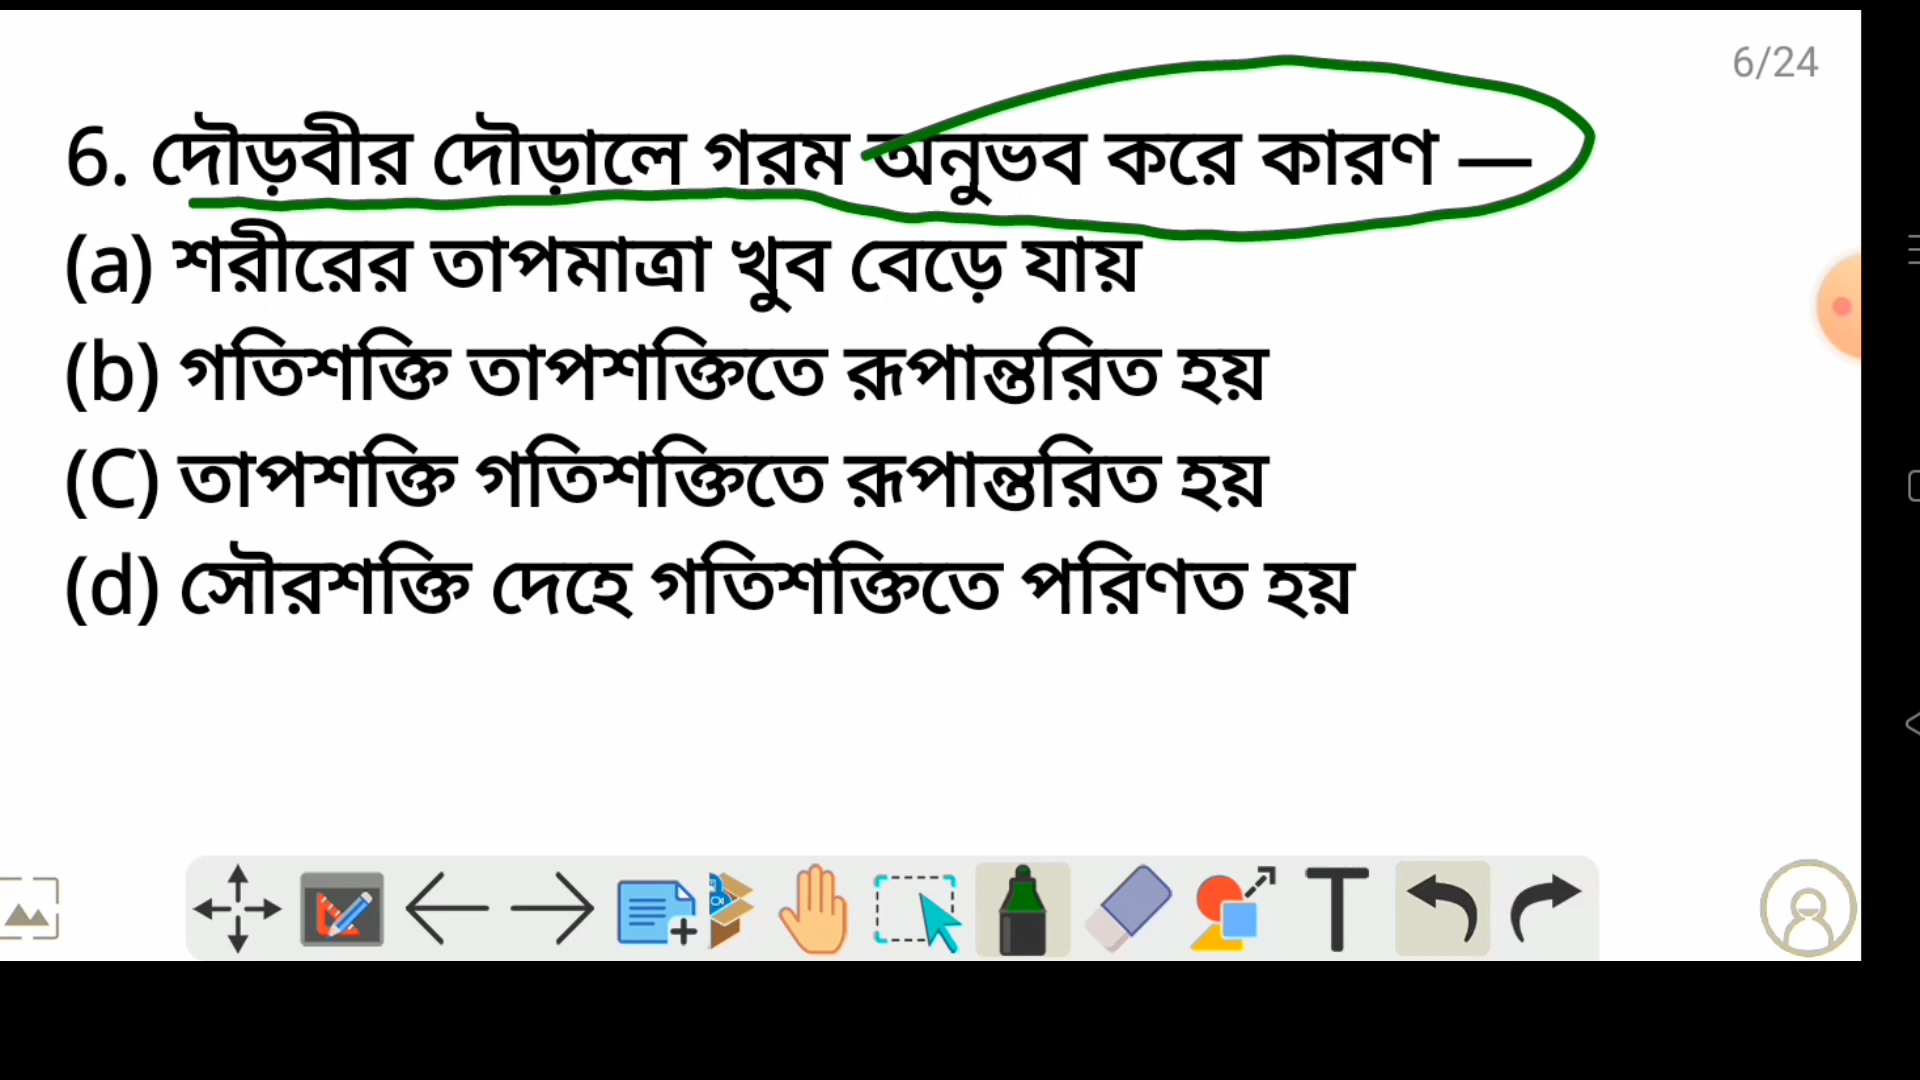 6/24
6. দৌড়বীর দৌড়ালে গরম অনুভব করে কারণ —
(a) শরীরের তাপমাত্রা খুব বেড়ে যায়
(b) গতিশক্তি তাপশক্তিতে রূপান্তরিত হয়
(C) তাপশক্তি গতিশক্তিতে রূপান্তরিত হয়
(d) সৌরশক্তি দেহে গতিশক্তিতে পরিণত হয়